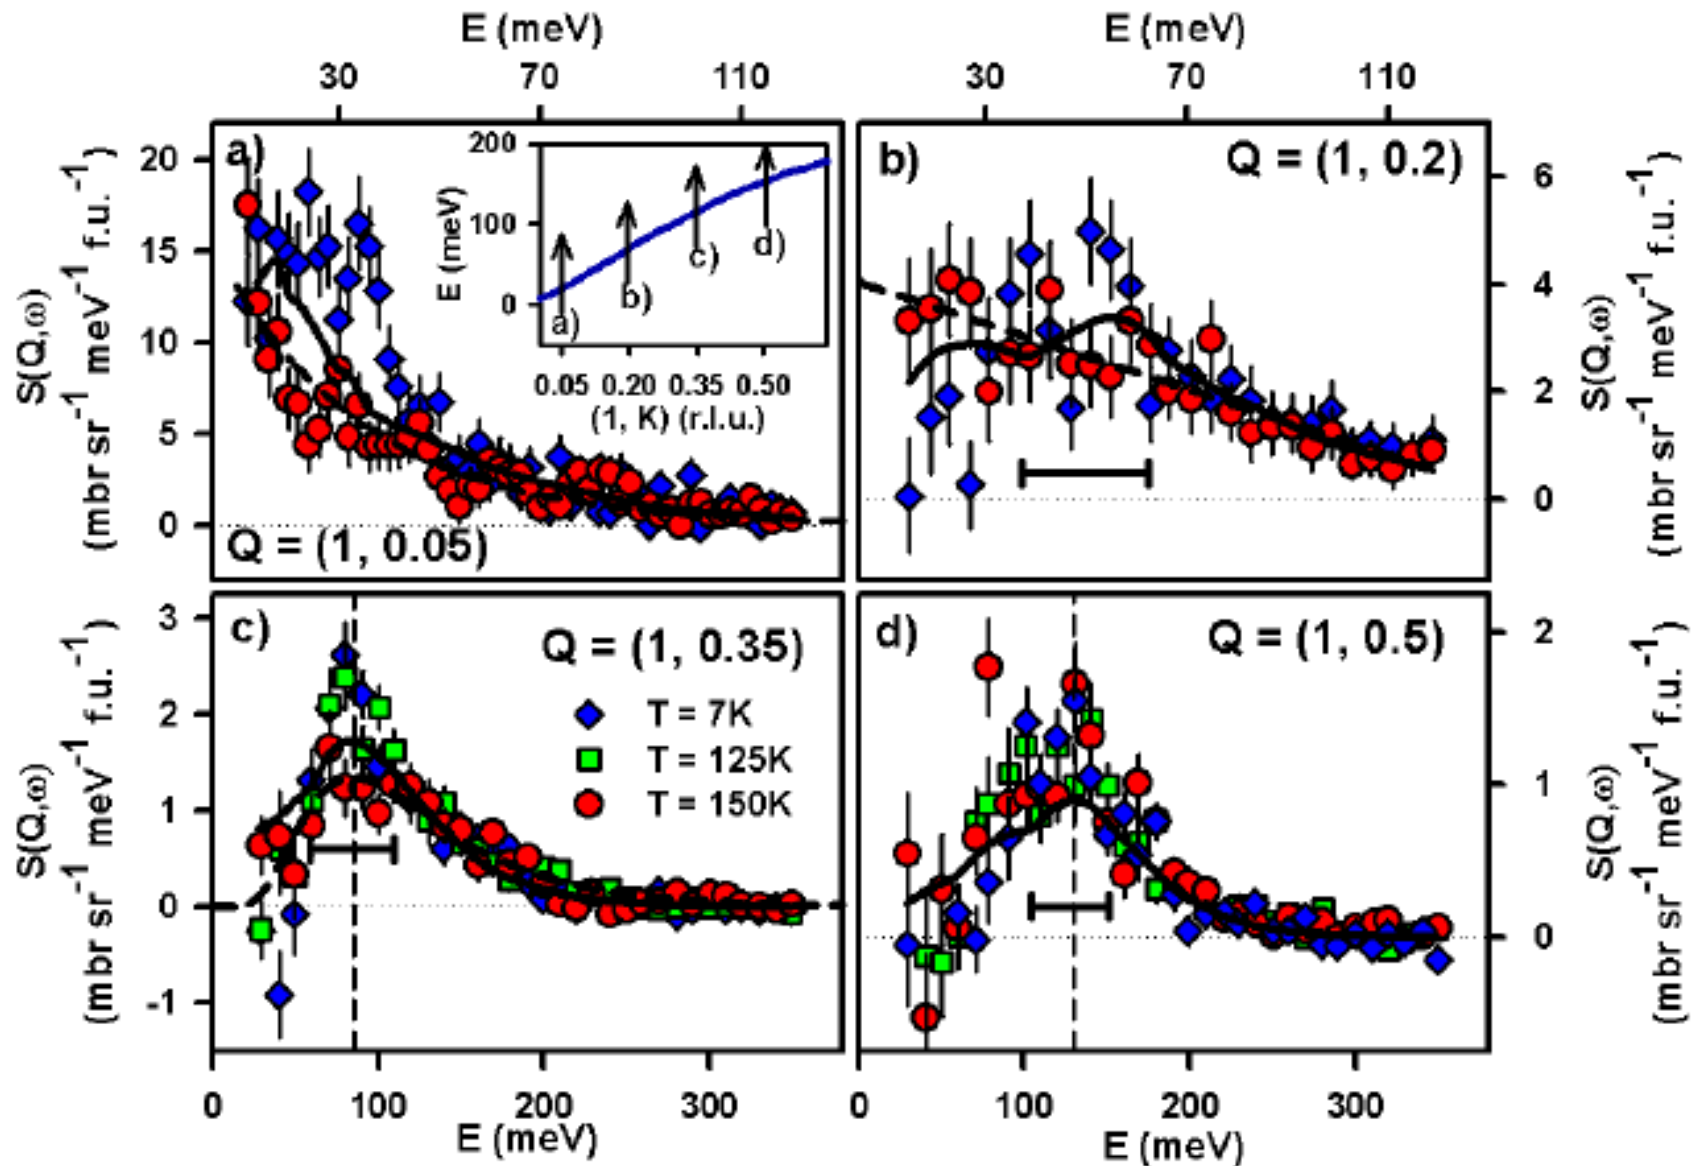 E (meV)
E (meV)
30 70 110
30 70 110
a)
20
15
10
5
0
S(Q,ω)
(mbr sr⁻¹ meV⁻¹ f.u.⁻¹)
Q = (1, 0.05)
200
100
0
E (meV)
a)
b)
c)
d)
0.05 0.20 0.35 0.50
(1, K) (r.l.u.)
b)
Q = (1, 0.2)
6
4
2
0
S(Q,ω)
(mbr sr⁻¹ meV⁻¹ f.u.⁻¹)
c)
Q = (1, 0.35)
T = 7K
T = 125K
T = 150K
3
2
1
0
-1
S(Q,ω)
(mbr sr⁻¹ meV⁻¹ f.u.⁻¹)
d)
Q = (1, 0.5)
2
1
0
S(Q,ω)
(mbr sr⁻¹ meV⁻¹ f.u.⁻¹)
0 100 200 300
0 100 200 300
E (meV)
E (meV)